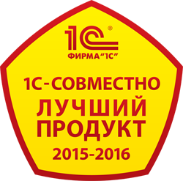 1С®
ФИРМА "1С"
1С-СОВМЕСТНО
ЛУЧШИЙ
ПРОДУКТ
2015-2016